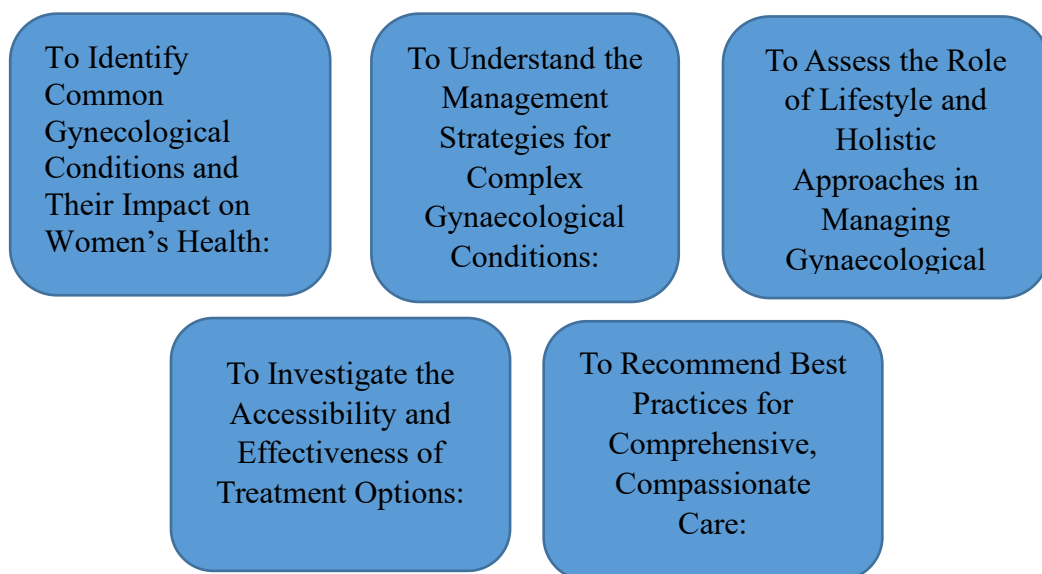 To Identify
Common
Gynecological
Conditions and
Their Impact on
Women’s Health:
To Understand the
Management
Strategies for
Complex
Gynaecological
Conditions:
To Assess the Role
of Lifestyle and
Holistic
Approaches in
Managing
Gynaecological
To Investigate the
Accessibility and
Effectiveness of
Treatment Options:
To Recommend Best
Practices for
Comprehensive,
Compassionate
Care: